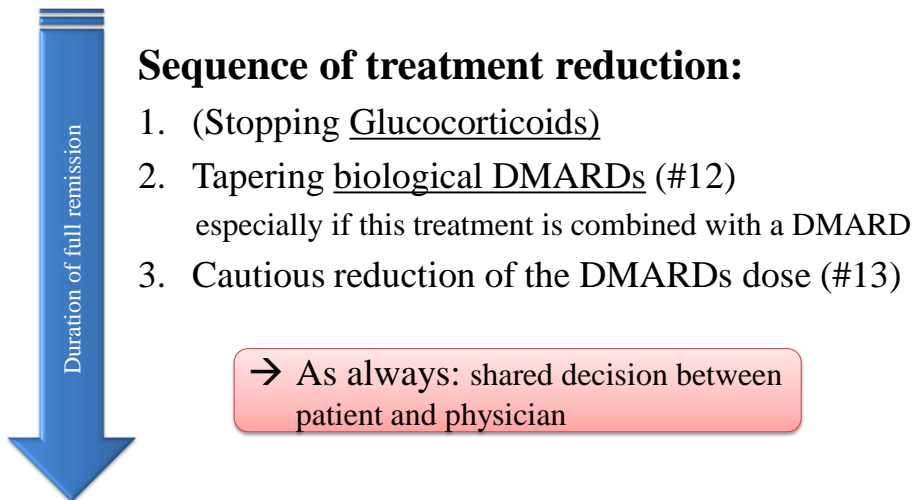 Sequence of treatment reduction:
1. (Stopping Glucocorticoids)
2. Tapering biological DMARDs (#12)
especially if this treatment is combined with a DMARD
3. Cautious reduction of the DMARDs dose (#13)
Duration of full remission
→ As always: shared decision between
patient and physician